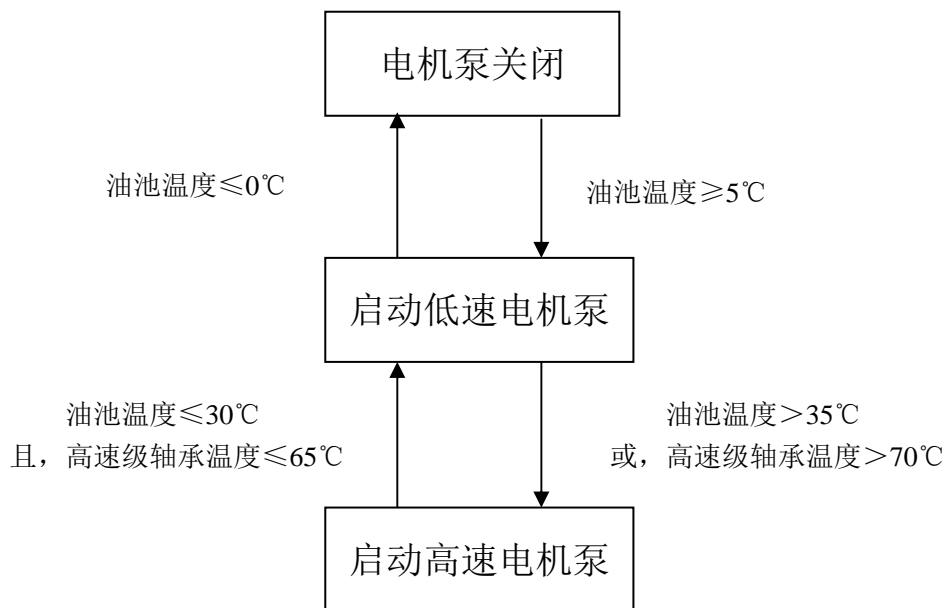 电机泵关闭
油池温度≤0℃
油池温度≥5℃
启动低速电机泵
油池温度≤30℃
且，高速级轴承温度≤65℃
油池温度＞35℃
或，高速级轴承温度＞70℃
启动高速电机泵